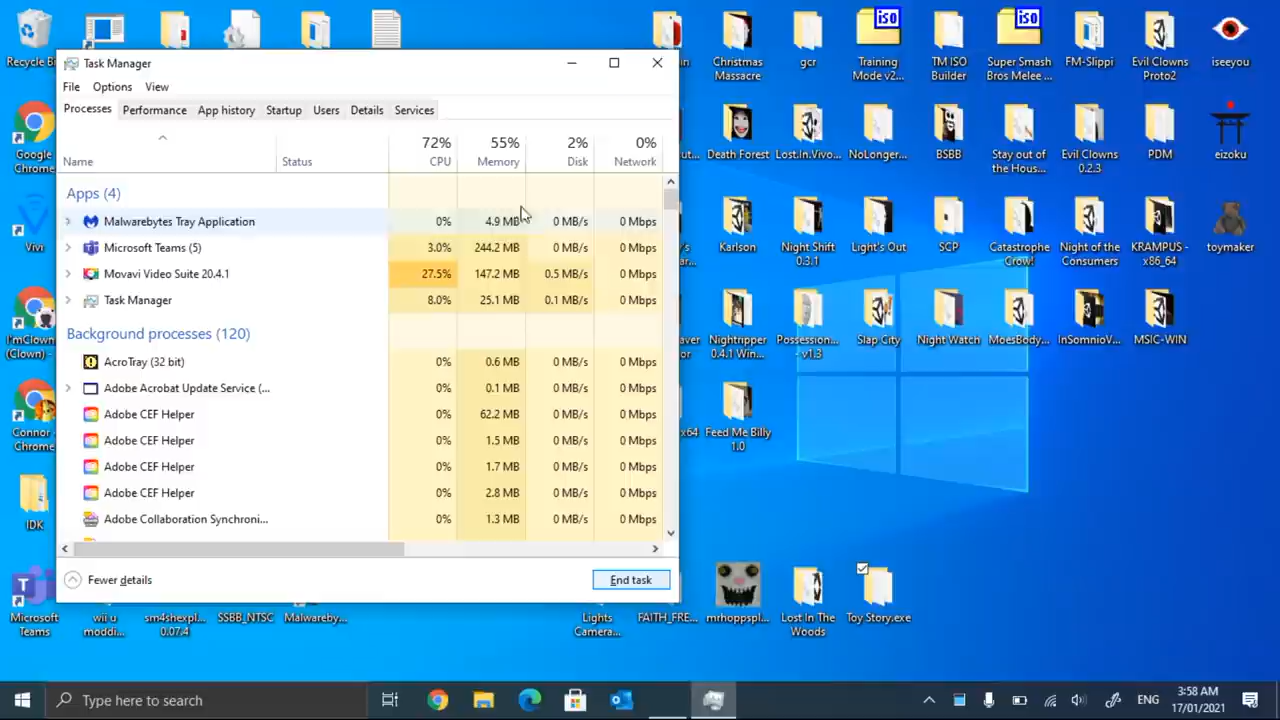 Task Manager
File Options View
Processes Performance App history Startup Users Details Services
72% 55% 2% 0%
Name Status CPU Memory Disk Network
Apps (4)
Malwarebytes Tray Application 0% 4.9 MB 0 MB/s 0 Mbps
Microsoft Teams (5) 3.0% 244.2 MB 0 MB/s 0 Mbps
Movavi Video Suite 20.4.1 27.5% 147.2 MB 0.5 MB/s 0 Mbps
Task Manager 8.0% 25.1 MB 0.1 MB/s 0 Mbps
Background processes (120)
AcroTray (32 bit) 0% 0.6 MB 0 MB/s 0 Mbps
Adobe Acrobat Update Service (... 0% 0.1 MB 0 MB/s 0 Mbps
Adobe CEF Helper 0% 62.2 MB 0 MB/s 0 Mbps
Adobe CEF Helper 0% 1.5 MB 0 MB/s 0 Mbps
Adobe CEF Helper 0% 1.7 MB 0 MB/s 0 Mbps
Adobe CEF Helper 0% 2.8 MB 0 MB/s 0 Mbps
Adobe Collaboration Synchroni... 0% 1.3 MB 0 MB/s 0 Mbps
Fewer details
End task
Recycle Bi
Google
Chrome
Vivi
I'mClown
(Clown) -
Connor -
Chrome
IDK
Microsoft
Teams
wii u
moddi...
sm4shexpl...
0.07.4
SSBB_NTSC
Malwareby...
Lights
Camera...
FAITH_FRE...
mrhoppspl...
Lost In The
Woods
Toy Story.exe
Christmas
Massacre
gcr
iso
Training
Mode v2...
TM ISO
Builder
iso
Super Smash
Bros Melee ...
FM-Slippi
Evil Clowns
Proto2
iseeyou
Death Forest
Lost.In.Vivo...
NoLonger...
BSBB
Stay out of
the Hous...
Evil Clowns
0.2.3
PDM
eizoku
Karlson
Night Shift
0.3.1
Light's Out
SCP
Catastrophe
Crow!
Night of the
Consumers
KRAMPUS -
x86_64
toymaker
Nightripper
0.4.1 Win...
Possession...
- v1.3
Slap City
Night Watch
MoesBody...
InSomnioV...
MSIC-WIN
x64
Feed Me Billy
1.0
Type here to search
ENG
3:58 AM
17/01/2021